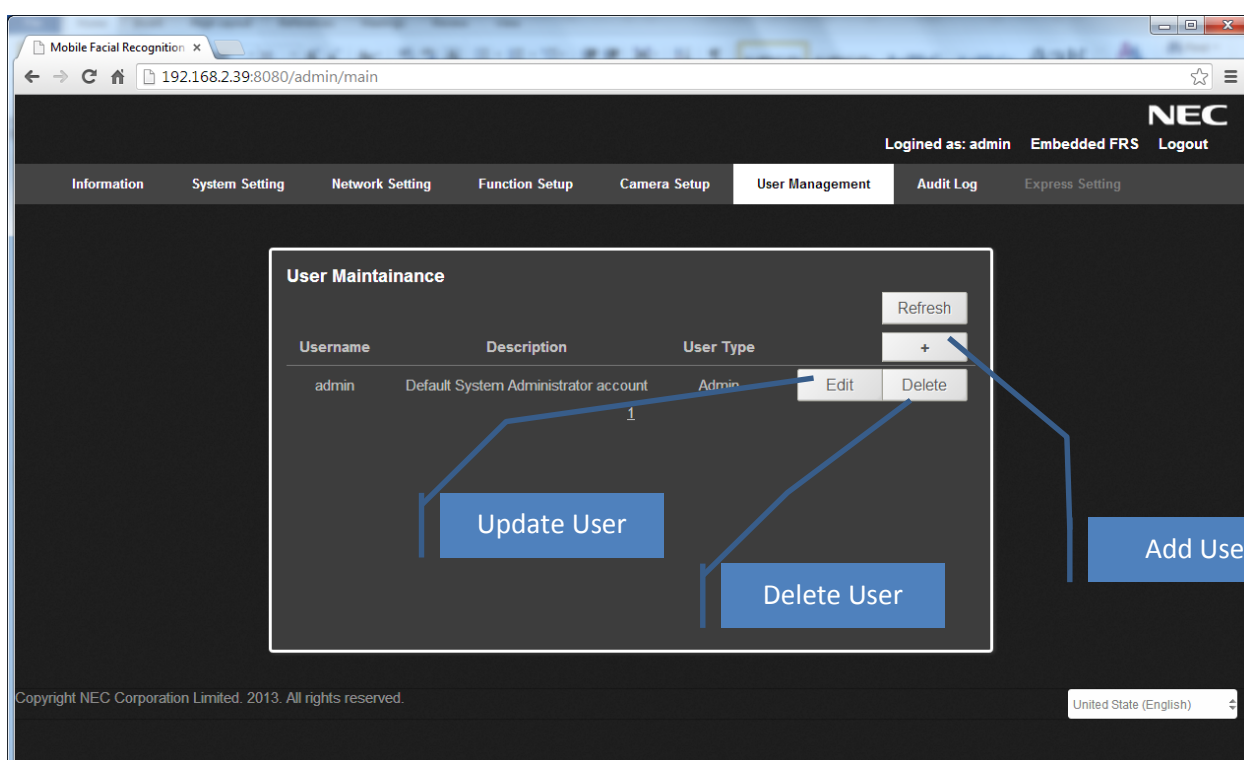 Mobile Facial Recognition
192.168.2.39:8080/admin/main
NEC
Logined as: admin Embedded FRS Logout
Information System Setting Network Setting Function Setup Camera Setup User Management Audit Log Express Setting
User Maintainance
Refresh
Username Description User Type +
admin Default System Administrator account Admin Edit Delete
1
Update User
Add Use
Delete User
Copyright NEC Corporation Limited. 2013. All rights reserved.
United State (English)